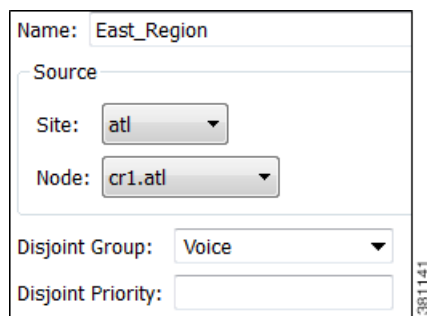 Name: East_Region
Source
Site: atl
Node: cr1.atl
Disjoint Group: Voice
Disjoint Priority:
381141